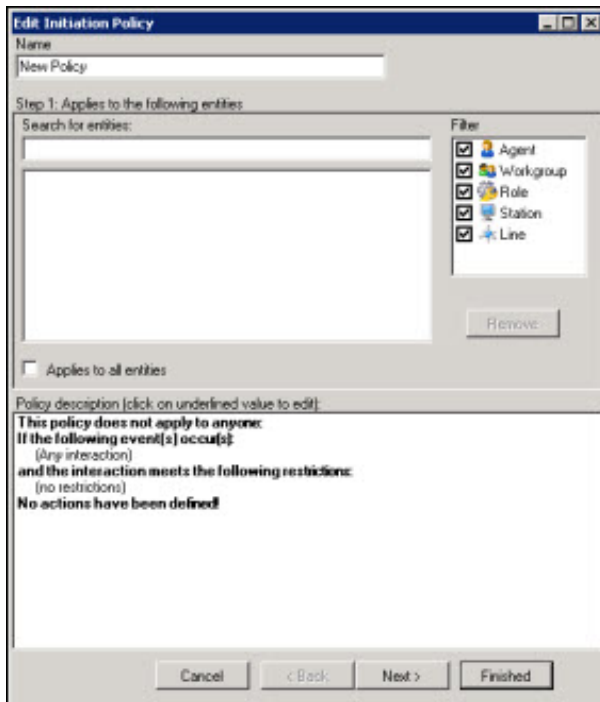 Edit Initiation Policy
Name
New Policy
Step 1: Applies to the following entities
Search for entities:
Filter
Agent
Workgroup
Role
Station
Line
Remove
Applies to all entities
Policy description (click on underlined value to edit):
This policy does not apply to anyone:
If the following event(s) occur(s):
(Any interaction)
and the interaction meets the following restrictions:
(no restrictions)
No actions have been defined!
Cancel
< Back
Next >
Finished